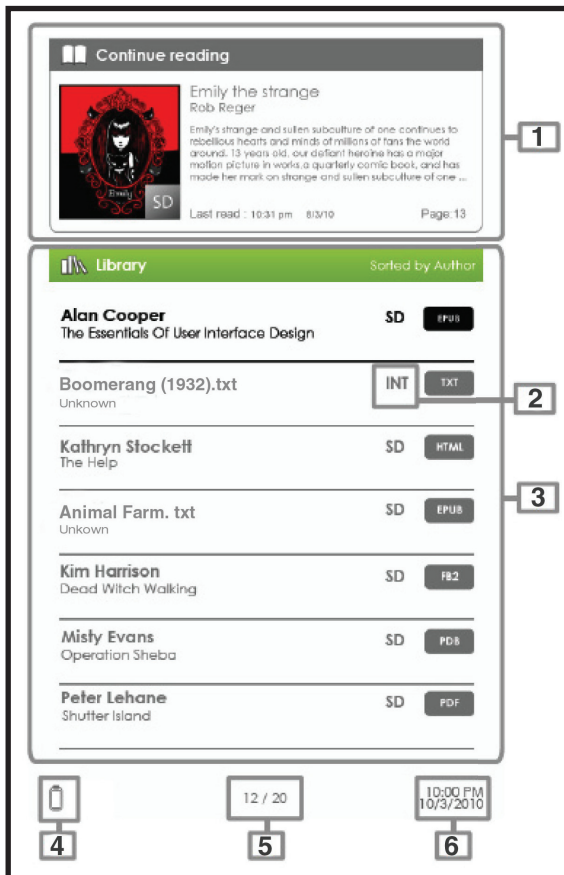 Continue reading
Emily the strange
Rob Reger
Emily's strange and sullen subculture of one continues to
rebellious hearts and minds of millions of fans the world
around. 13 years old, our defiant heroine has a major
motion picture in works,a quarterly comic book, and has
made her mark on strange and sullen subculture of one ...
Emily
SD
Last read : 10:31 pm 8/3/10 Page:13
1
Library Sorted by Author
Alan Cooper SD EPUB
The Essentials Of User Interface Design
Boomerang (1932).txt INT TXT
Unknown
2
Kathryn Stockett SD HTML
The Help
3
Animal Farm. txt SD EPUB
Unkown
Kim Harrison SD FB2
Dead Witch Walking
Misty Evans SD PDB
Operation Sheba
Peter Lehane SD PDF
Shutter Island
12 / 20
10:00 PM
10/3/2010
4 5 6